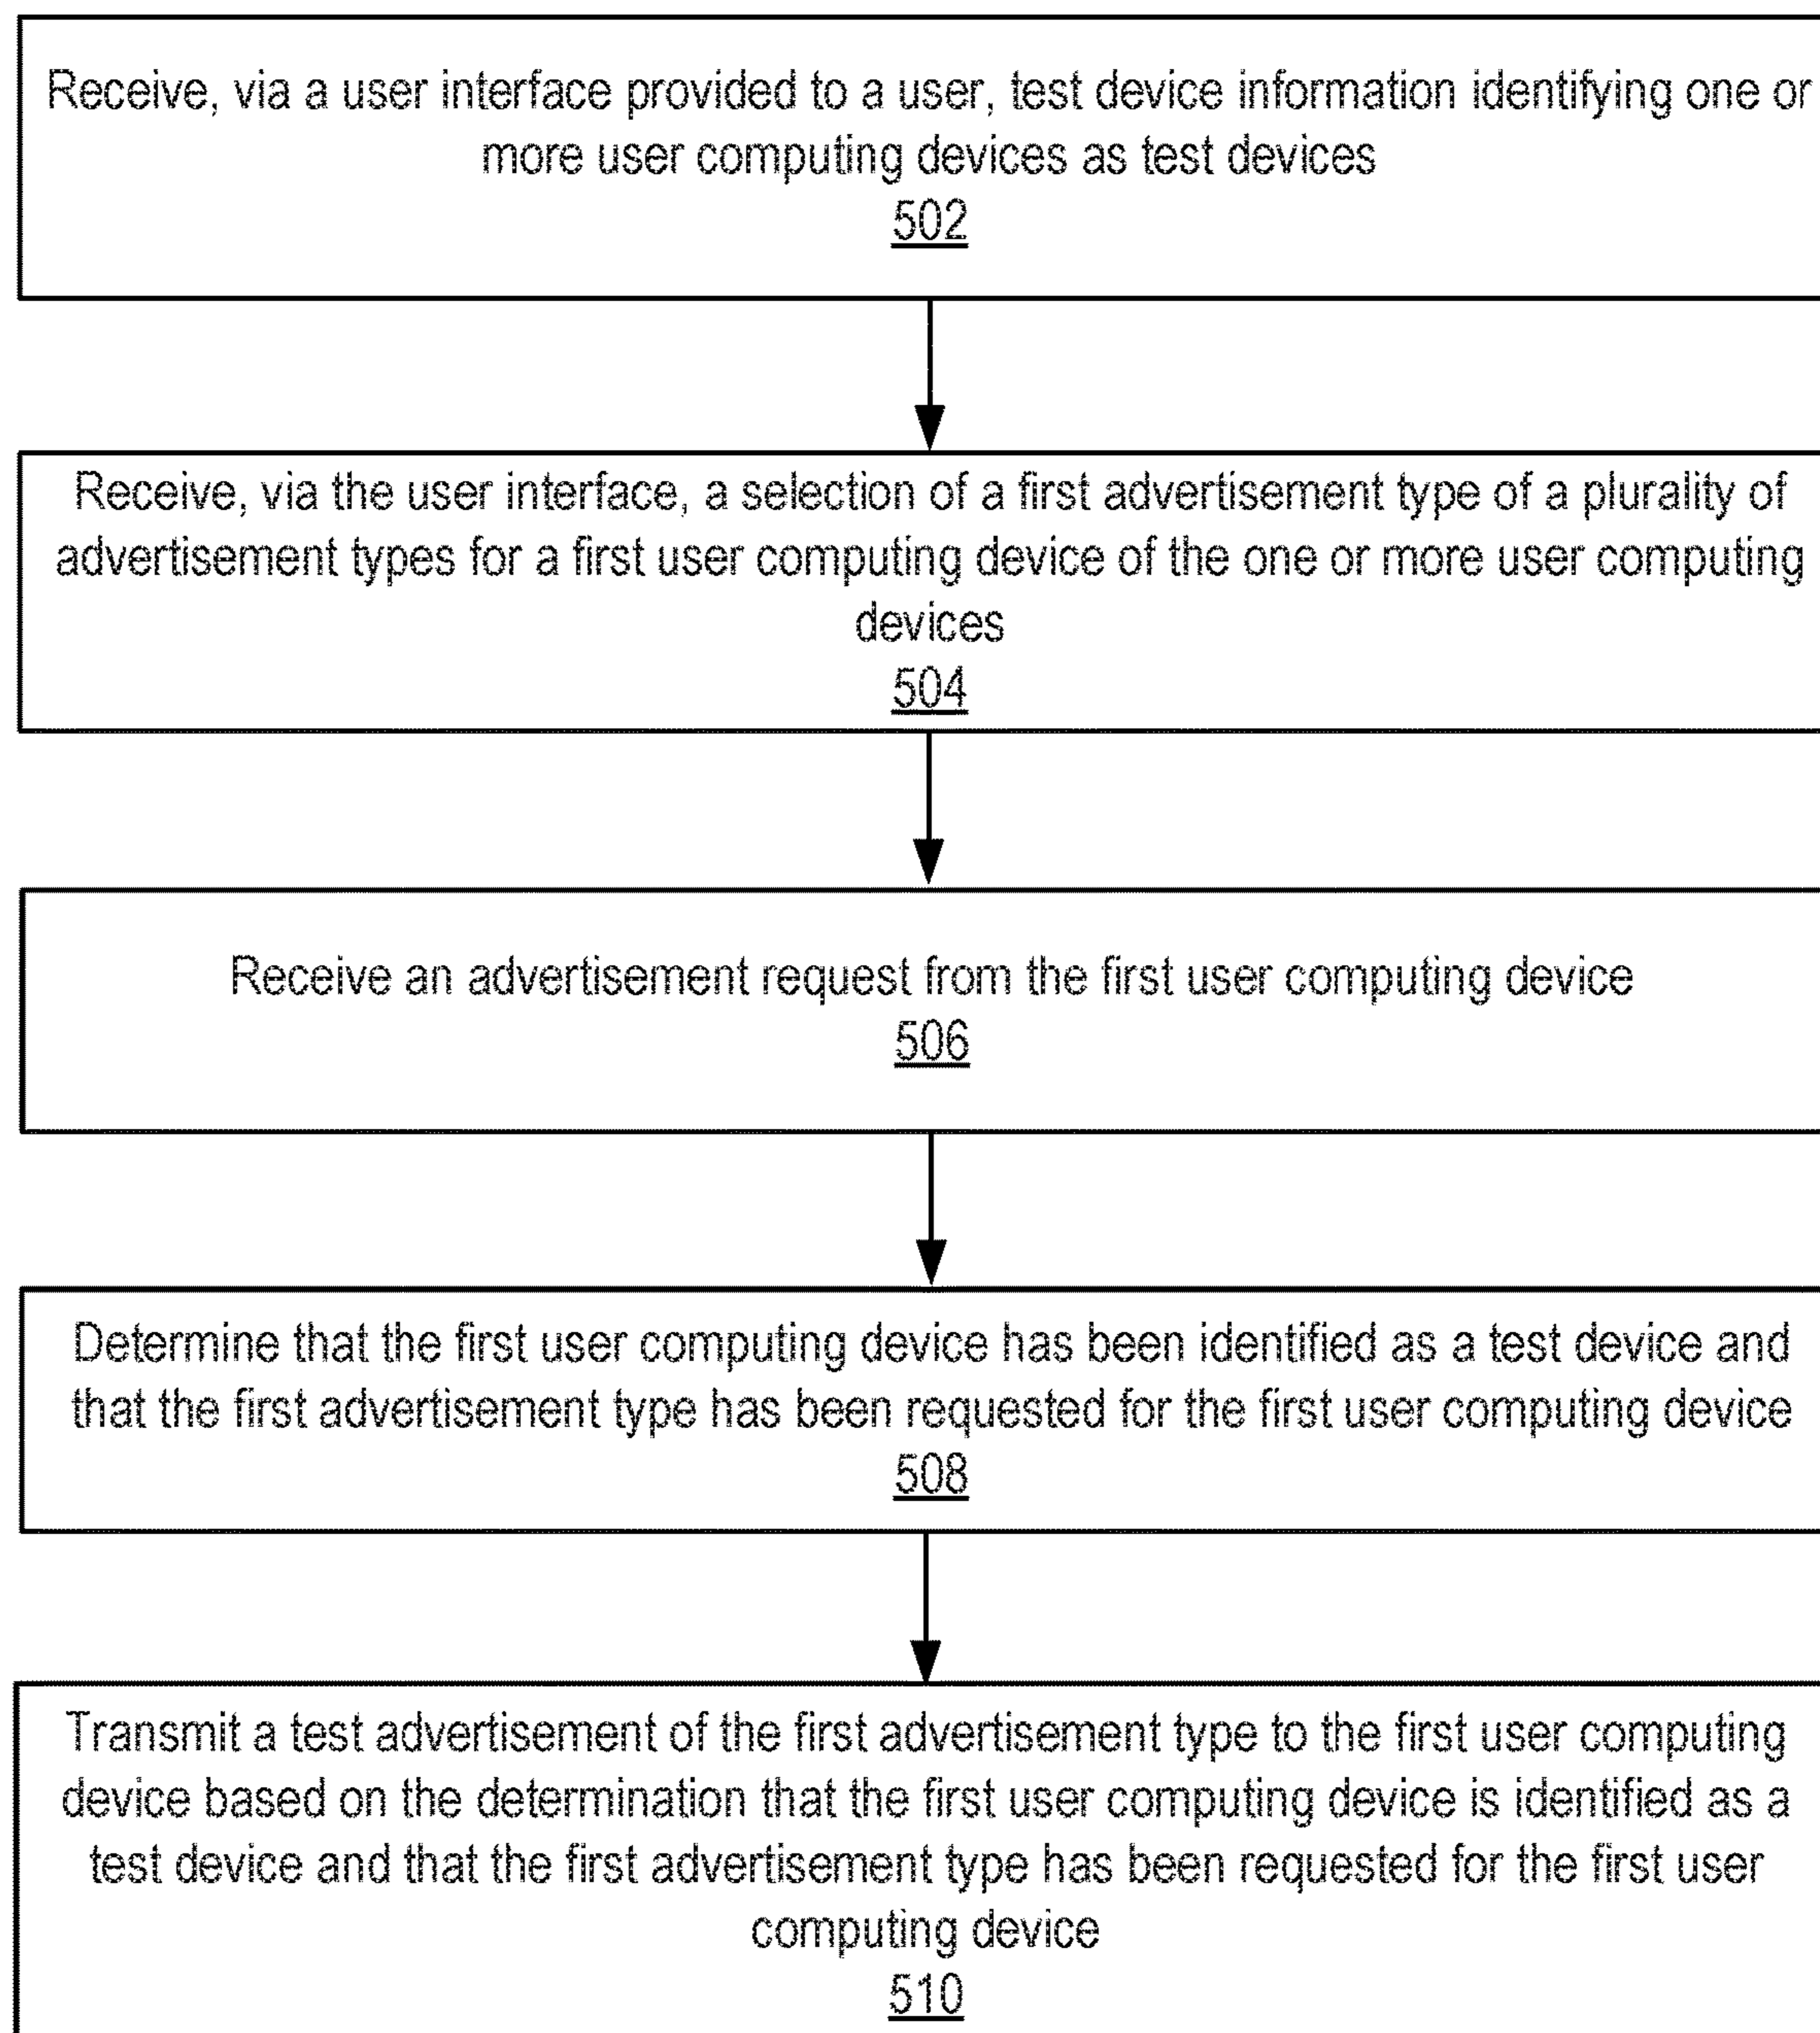 Receive, via a user interface provided to a user, test device information identifying one or
more user computing devices as test devices
502
Receive, via the user interface, a selection of a first advertisement type of a plurality of
advertisement types for a first user computing device of the one or more user computing
devices
504
Receive an advertisement request from the first user computing device
506
Determine that the first user computing device has been identified as a test device and
that the first advertisement type has been requested for the first user computing device
508
Transmit a test advertisement of the first advertisement type to the first user computing
device based on the determination that the first user computing device is identified as a
test device and that the first advertisement type has been requested for the first user
computing device
510